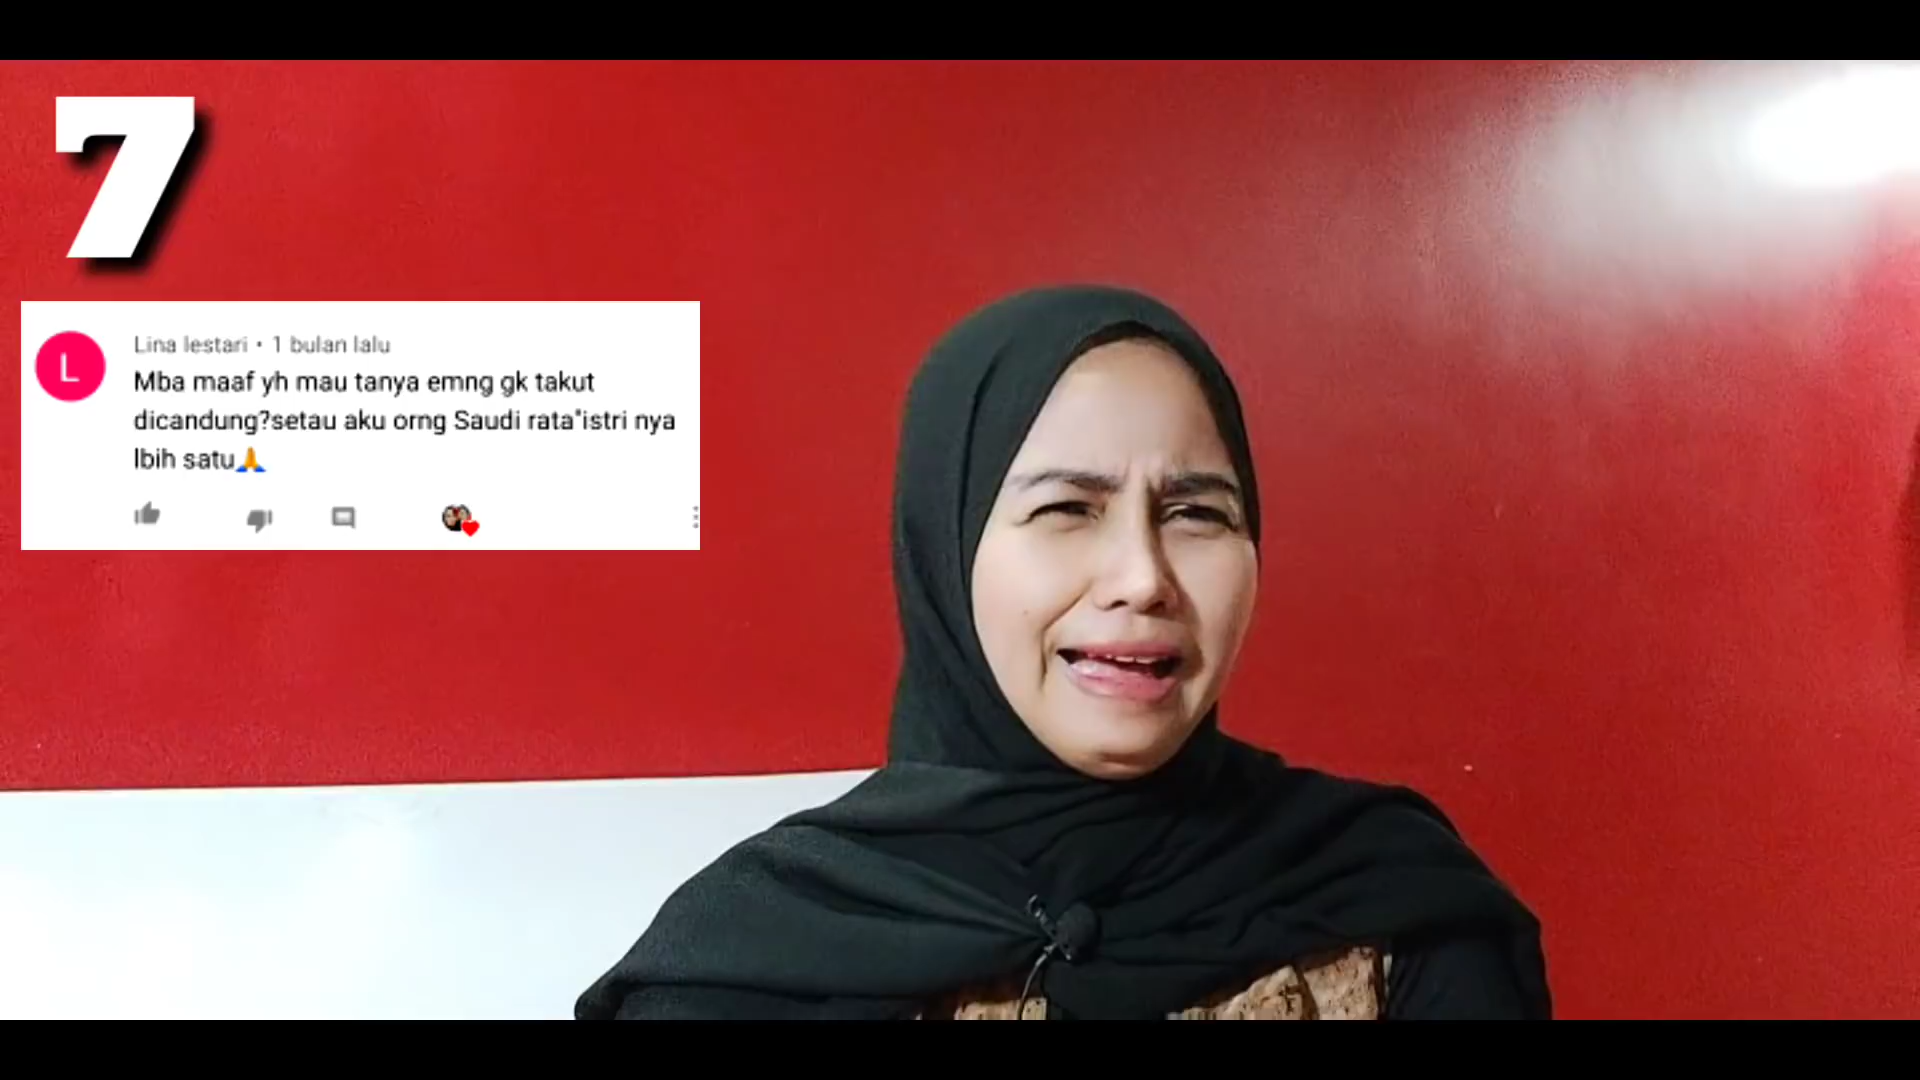 7
L
Lina lestari • 1 bulan lalu
Mba maaf yh mau tanya emng gk takut
dicandung?setau aku orng Saudi rata"istri nya
lbih satu🙏